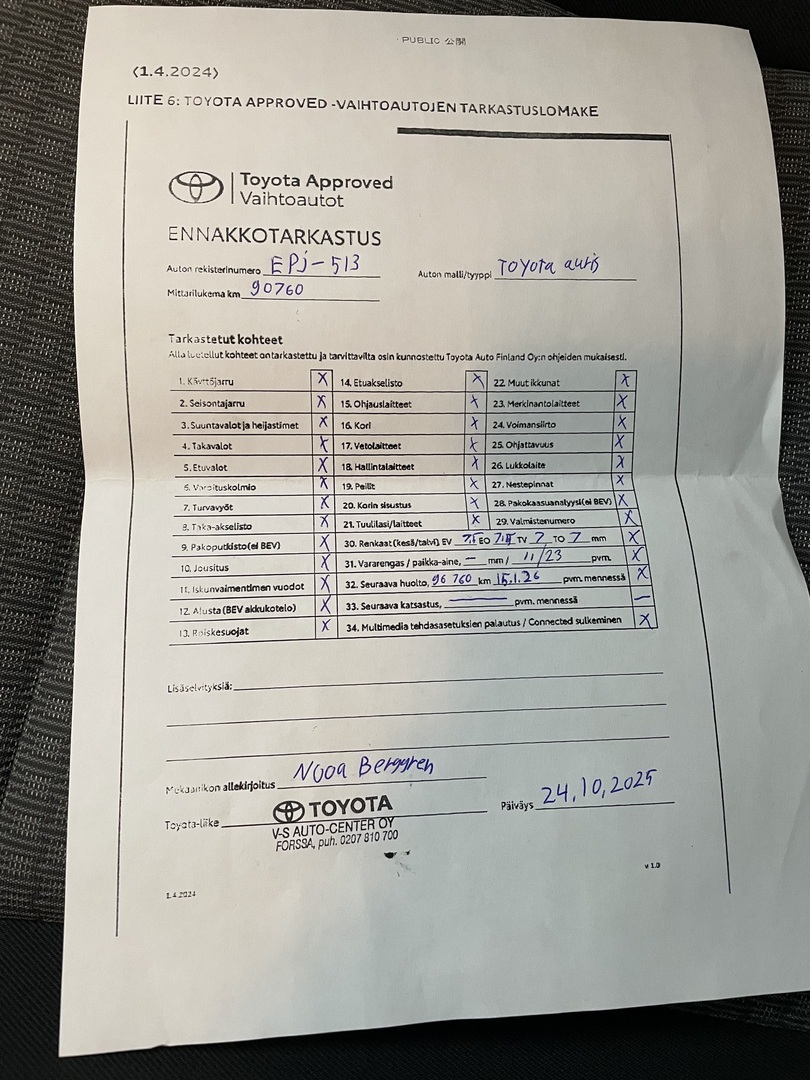 PUBLIC 公開
(1.4.2024)
LIITE 6: TOYOTA APPROVED -VAIHTOAUTOJEN TARKASTUSLOMAKE
Toyota Approved
Vaihtoautot
ENNAKKOTARKASTUS
Auton rekisterinumero EPJ-513 Auton malli/tyyppi Toyota auris
Mittarilukema km 90760
Tarkastetut kohteet
Alla luetellut kohteet on tarkastettu ja tarvittavilta osin kunnostettu Toyota Auto Finland Oy:n ohjeiden mukaisesti.
1. Käyttöjarru X 14. Etuakselisto X 22. Muut ikkunat X
2. Seisontajarru X 15. Ohjauslaitteet X 23. Merkinantolaitteet X
3. Suuntavalot ja heijastimet X 16. Kori X 24. Voimansiirto X
4. Takavalot X 17. Vetolaitteet X 25. Ohjattavuus X
5. Etuvalot X 18. Hallintalaitteet X 26. Lukkolaite X
6. Varoituskolmio X 19. Peilit X 27. Nestepinnat X
7. Turvavyöt X 20. Korin sisustus X 28. Pakokaasuanalyysi(ei BEV) X
8. Taka-akselisto X 21. Tuulilasi/laitteet X 29. Valmistenumero X
9. Pakoputkisto(ei BEV) X 30. Renkaat(kesä/talvi) EV 7,5 EO TV 7 TO 7 mm X
10. Jousitus X 31. Vararengas / paikka-aine, – mm / 11/23 pvm. X
11. Iskunvaimentimen vuodot X 32. Seuraava huolto, 96 760 km 15.1.26 pvm. mennessä X
12. Alusta (BEV akkukotelo) X 33. Seuraava katsastus, — pvm. mennessä —
13. Roiskesuojat X 34. Multimedia tehdasasetuksien palautus / Connected sulkeminen X
Lisäselvityksiä:
Mekaanikon allekirjoitus Nooa Berggren
Toyota-liike TOYOTA Päiväys 24.10.2025
V-S AUTO-CENTER OY
FORSSA, puh. 0207 810 700
v 1.0
1.4.2024